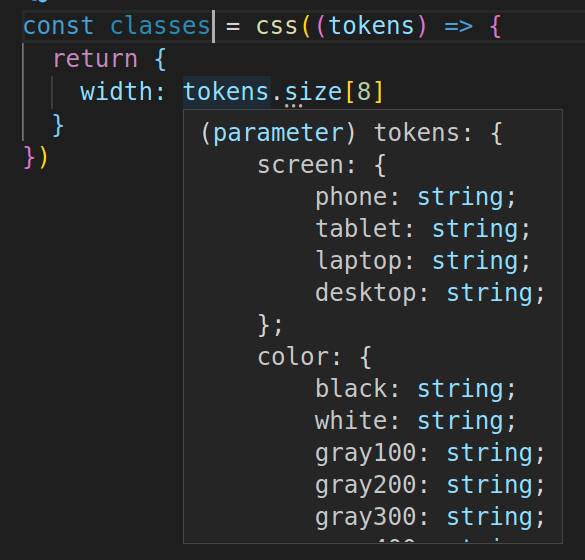 const classes = css((tokens) => {
  return {
    width: tokens.size[8]
  }
})
(parameter) tokens: {
    screen: {
        phone: string;
        tablet: string;
        laptop: string;
        desktop: string;
    };
    color: {
        black: string;
        white: string;
        gray100: string;
        gray200: string;
        gray300: string;